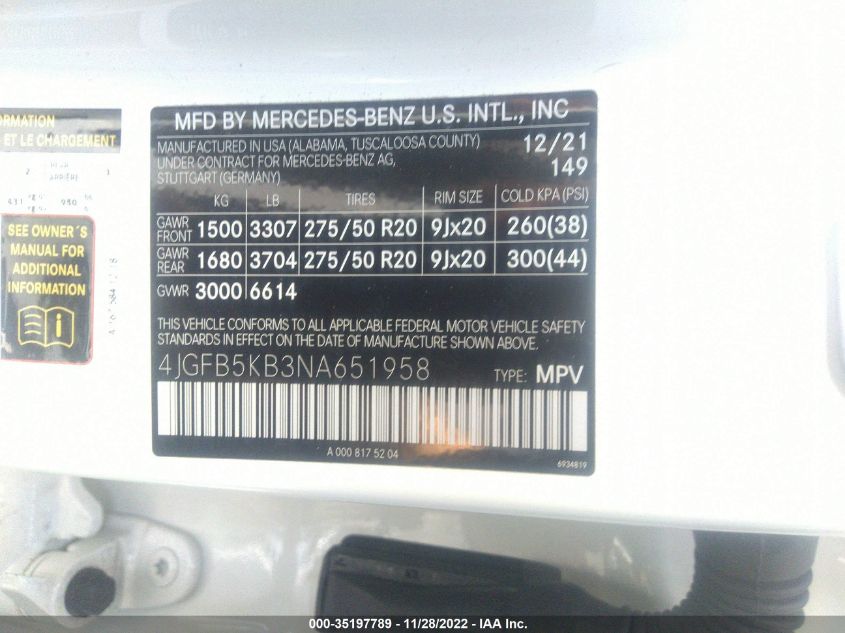 ORMATION
ET LE CHARGEMENT
2
ARRIÈRE
SEE OWNER´S
MANUAL FOR
ADDITIONAL
INFORMATION
MFD BY MERCEDES-BENZ U.S. INTL., INC
MANUFACTURED IN USA (ALABAMA, TUSCALOOSA COUNTY) 12/21
UNDER CONTRACT FOR MERCEDES-BENZ AG, 149
STUTTGART (GERMANY)
KG LB TIRES RIM SIZE COLD KPA (PSI)
GAWR FRONT 1500 3307 275/50 R20 9Jx20 260(38)
GAWR REAR 1680 3704 275/50 R20 9Jx20 300(44)
GVWR 3000 6614
THIS VEHICLE CONFORMS TO ALL APPLICABLE FEDERAL MOTOR VEHICLE SAFETY
STANDARDS IN EFFECT ON THE DATE OF MANUFACTURE SHOWN ABOVE.
4JGFB5KB3NA651958 TYPE: MPV
A 000 817 52 04
6934819
000-35197789 - 11/28/2022 - IAA Inc.